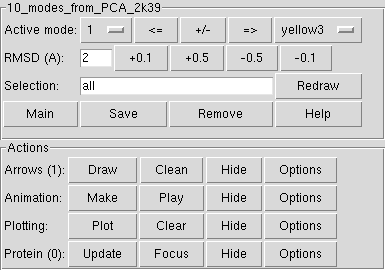 10_modes_from_PCA_2k39
Active mode: 1 <= +/- => yellow3
RMSD (A): 2 +0.1 +0.5 -0.5 -0.1
Selection: all Redraw
Main Save Remove Help
Actions
Arrows (1): Draw Clean Hide Options
Animation: Make Play Hide Options
Plotting: Plot Clear Hide Options
Protein (0): Update Focus Hide Options